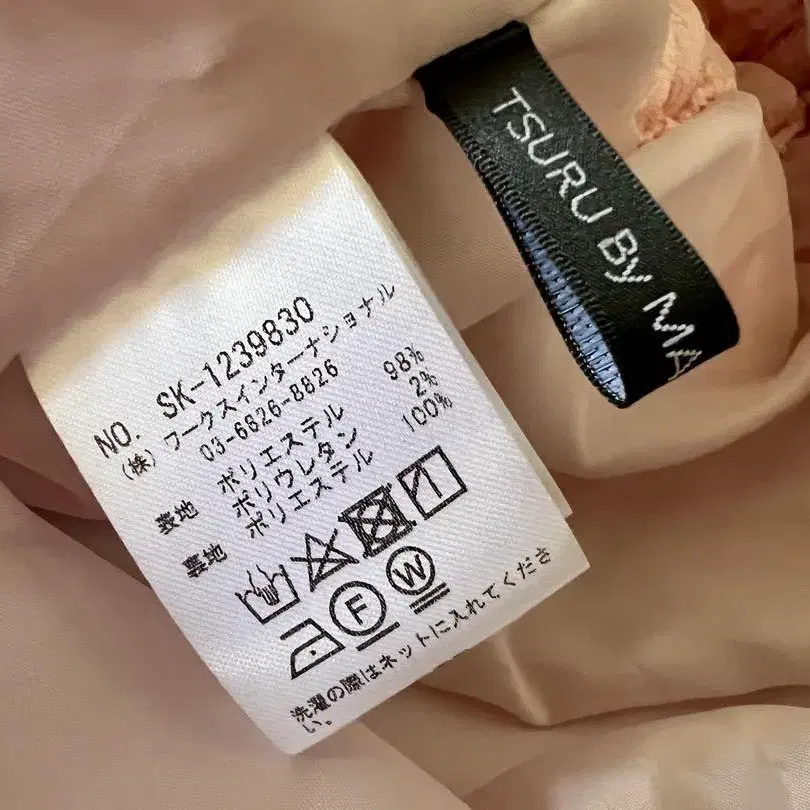 TSURU By MA
NO. SK-1239830
(株)ワークスインターナショナル
03-6826-8826
表地 ポリエステル 98%
ポリウレタン 2%
裏地 ポリエステル 100%
F W
洗濯の際はネットに入れてくださ
い。